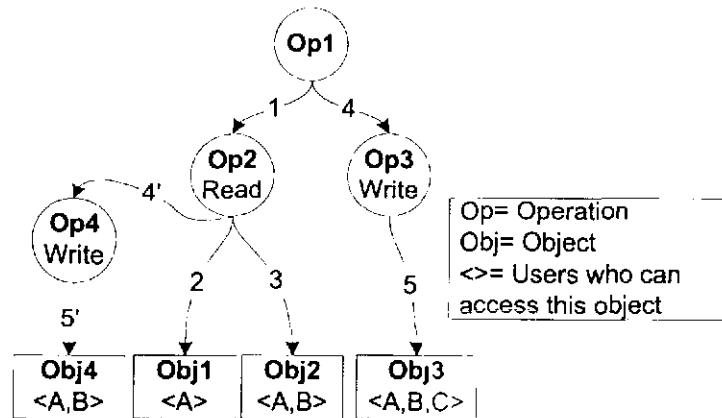 Op1
1
4
Op2
Read
Op3
Write
4'
Op4
Write
Op= Operation
Obj= Object
<>= Users who can
access this object
2
3
5
5'
Obj4
<A,B>
Obj1
<A>
Obj2
<A,B>
Obj3
<A,B,C>